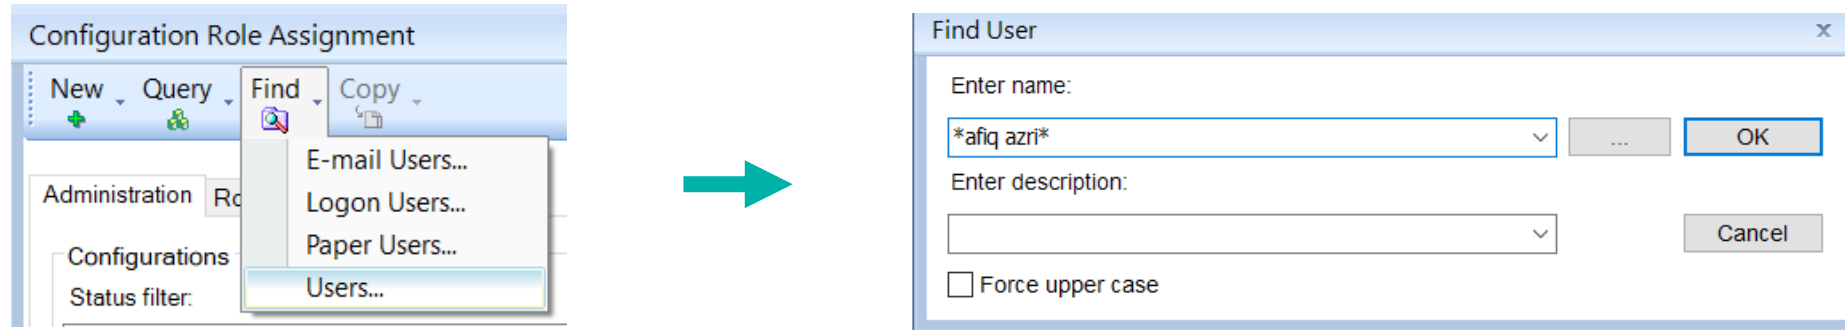 Configuration Role Assignment
New Query Find Copy
E-mail Users...
Logon Users...
Paper Users...
Users...
Administration Ro
Configurations
Status filter:
Find User x
Enter name:
*afiq azri* ... OK
Enter description:
Cancel
Force upper case